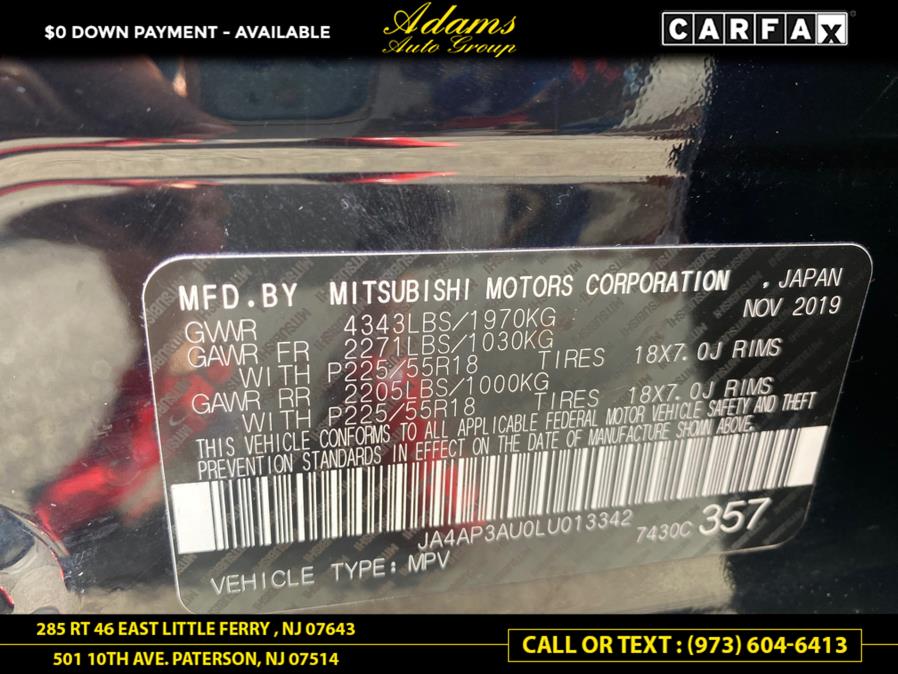 $0 DOWN PAYMENT - AVAILABLE
Adams
Auto Group
CARFAX
MFD.BY MITSUBISHI MOTORS CORPORATION , JAPAN
NOV 2019
GVWR 4343LBS/1970KG
GAWR FR 2271LBS/1030KG
WITH P225/55R18 TIRES 18X7.0J RIMS
GAWR RR 2205LBS/1000KG
WITH P225/55R18 TIRES 18X7.0J RIMS
THIS VEHICLE CONFORMS TO ALL APPLICABLE FEDERAL MOTOR VEHICLE SAFETY AND THEFT
PREVENTION STANDARDS IN EFFECT ON THE DATE OF MANUFACTURE SHOWN ABOVE.
JA4AP3AU0LU013342
7430C 357
VEHICLE TYPE: MPV
285 RT 46 EAST LITTLE FERRY , NJ 07643
501 10TH AVE. PATERSON, NJ 07514
CALL OR TEXT : (973) 604-6413